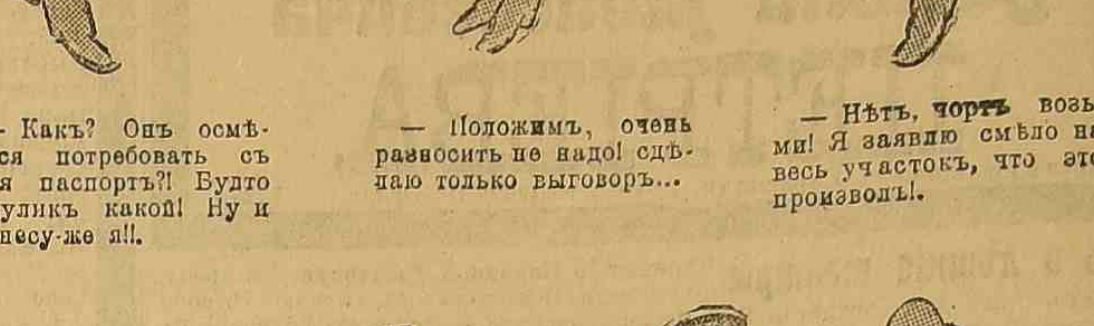 - Какъ? Онъ осмѣ-
ся потребовать съ
я паспортъ?! Будто
уликъ какой! Ну и
несу-же я!!.
— Положимъ, очень
разносить не надо! сдѣ-
лаю только выговоръ...
— Нѣтъ, чортъ возь
ми! Я заявлю смѣло на
весь участокъ, что это
произволъ!.